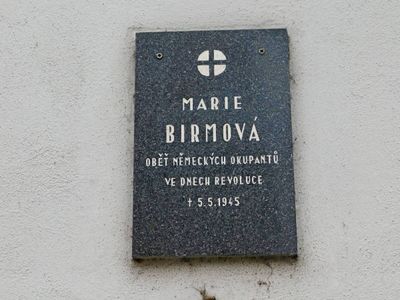 MARIE
BIRMOVÁ
OBĚŤ NĚMECKÝCH OKUPANTŮ
VE DNECH REVOLUCE
† 5.5.1945